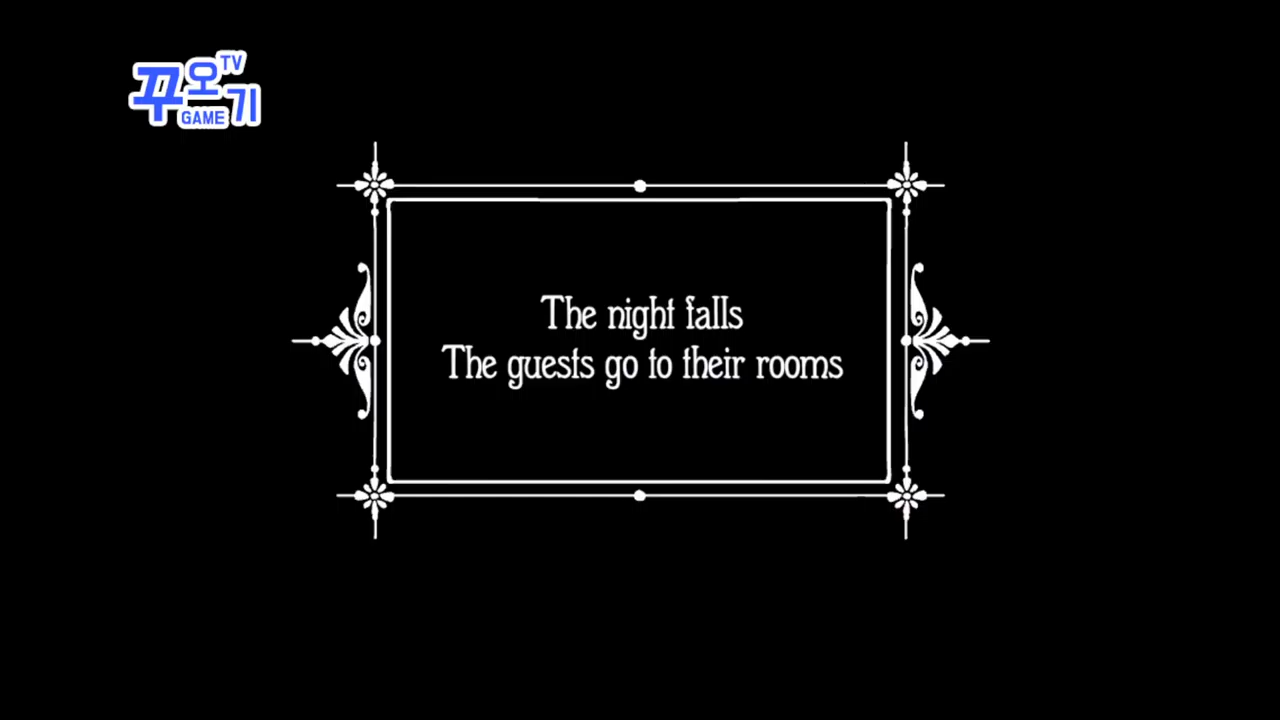 꾸오기 TV
GAME
The night falls
The guests go to their rooms